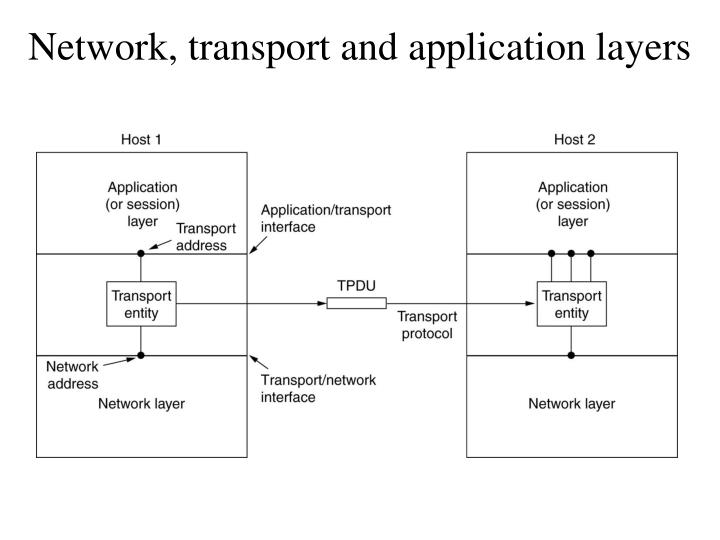 Network, transport and application layers
Host 1
Host 2
Application
(or session)
layer
Transport
address
Application/transport
interface
Application
(or session)
layer
Transport
entity
TPDU
Transport
protocol
Transport
entity
Network
address
Network layer
Transport/network
interface
Network layer